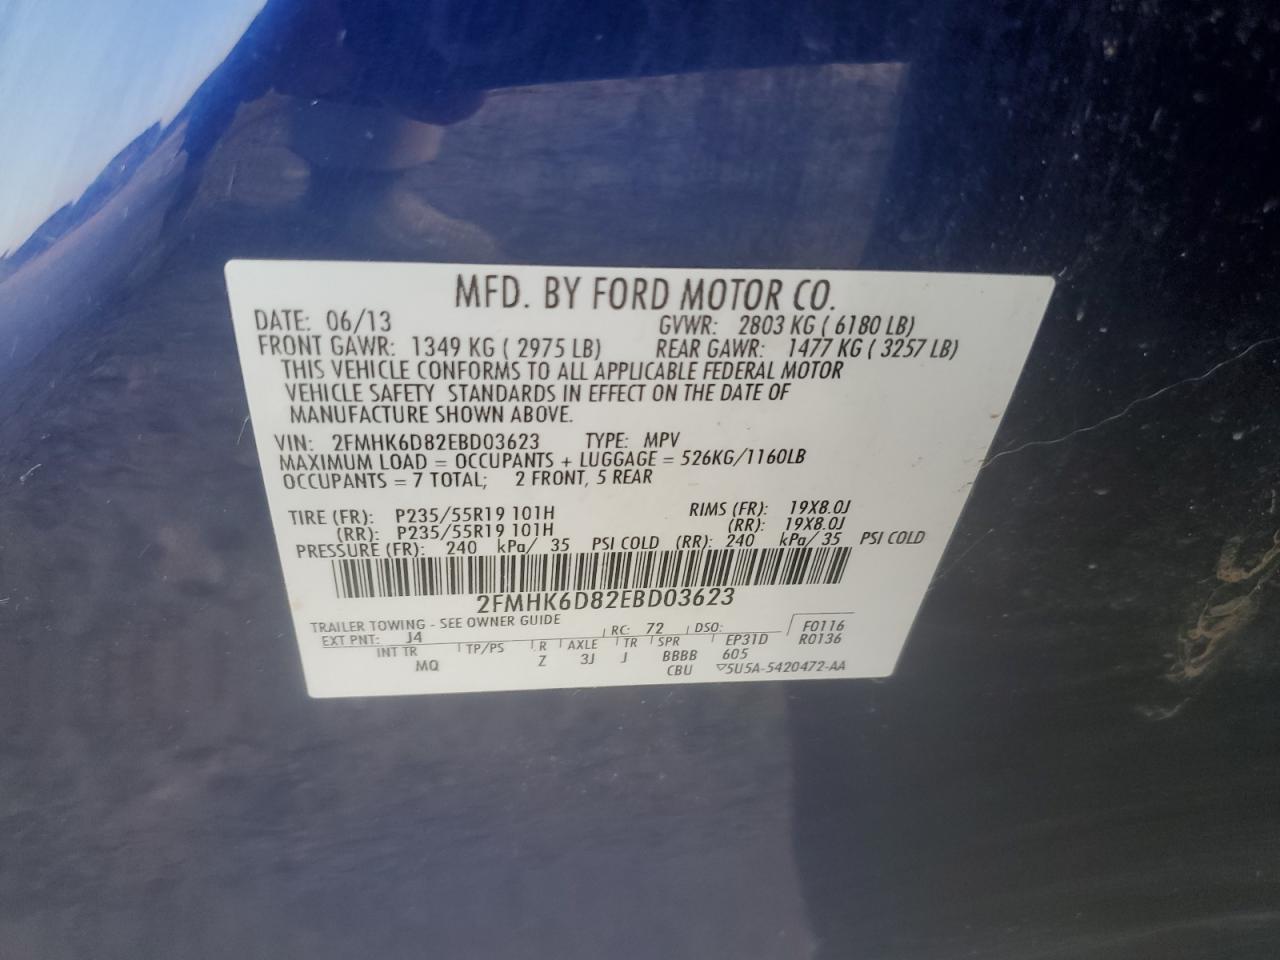 MFD. BY FORD MOTOR CO.
DATE: 06/13 GVWR: 2803 KG ( 6180 LB)
FRONT GAWR: 1349 KG ( 2975 LB) REAR GAWR: 1477 KG ( 3257 LB)
THIS VEHICLE CONFORMS TO ALL APPLICABLE FEDERAL MOTOR
VEHICLE SAFETY STANDARDS IN EFFECT ON THE DATE OF
MANUFACTURE SHOWN ABOVE.
VIN: 2FMHK6D82EBD03623 TYPE: MPV
MAXIMUM LOAD = OCCUPANTS + LUGGAGE = 526KG/1160LB
OCCUPANTS = 7 TOTAL; 2 FRONT, 5 REAR
TIRE (FR): P235/55R19 101H RIMS (FR): 19X8.0J
(RR): P235/55R19 101H (RR): 19X8.0J
PRESSURE (FR): 240 kPa/ 35 PSI COLD (RR): 240 kPa/ 35 PSI COLD
2FMHK6D82EBD03623
TRAILER TOWING - SEE OWNER GUIDE
EXT PNT: J4 RC: 72 DSO: F0116
INT TR TP/PS R AXLE TR SPR EP31D R0136
MQ Z 3J J BBBB 605
CBU ▽5U5A-5420472-AA